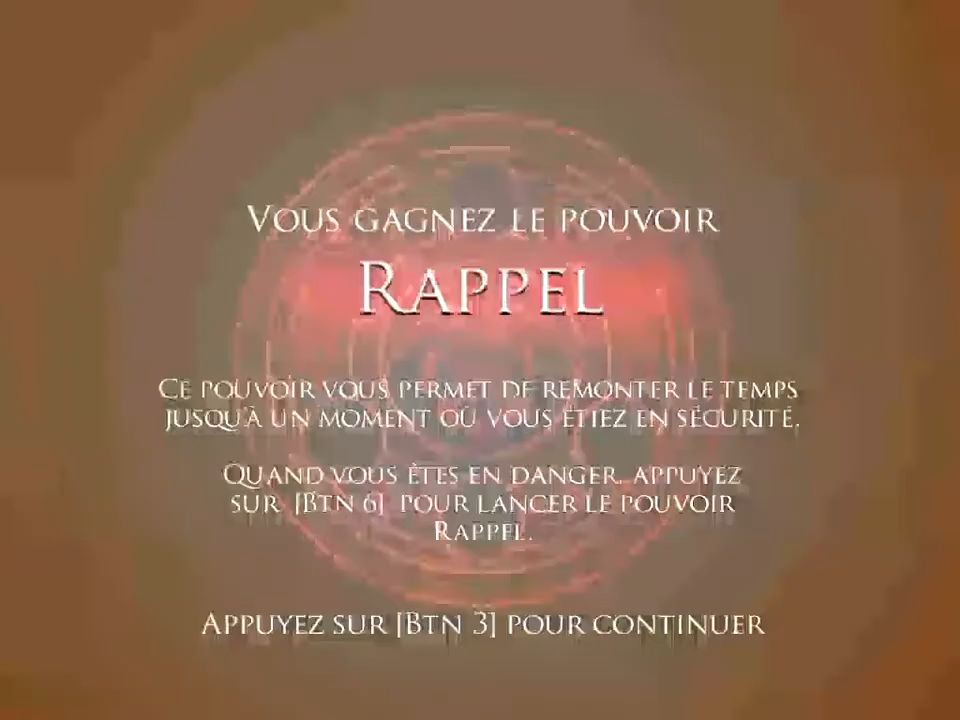 Vous gagnez le pouvoir
Rappel
Ce pouvoir vous permet de remonter le temps
jusqu'à un moment où vous étiez en sécurité.
Quand vous êtes en danger, appuyez
sur [Btn 6] pour lancer le pouvoir
Rappel.
Appuyez sur [Btn 3] pour continuer